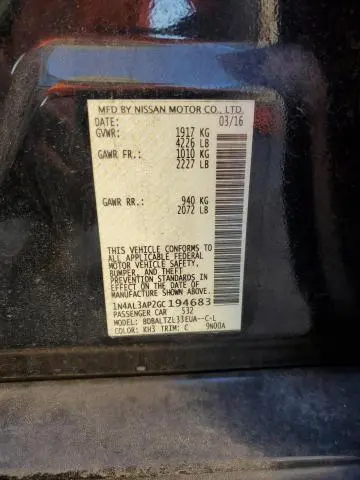 MFD BY NISSAN MOTOR CO., LTD.
DATE: 03/16
GVWR: 1917 KG
4226 LB
GAWR FR.: 1010 KG
2227 LB
GAWR RR.: 940 KG
2072 LB
THIS VEHICLE CONFORMS TO
ALL APPLICABLE FEDERAL
MOTOR VEHICLE SAFETY,
BUMPER, AND THEFT
PREVENTION STANDARDS IN
EFFECT ON THE DATE OF
MANUFACTURE SHOWN ABOVE.
1N4AL3AP2GC194683
PASSENGER CAR 532
MODEL: BDBALTZL33EUA--C-L
COLOR: KH3 TRIM: C 9N00A